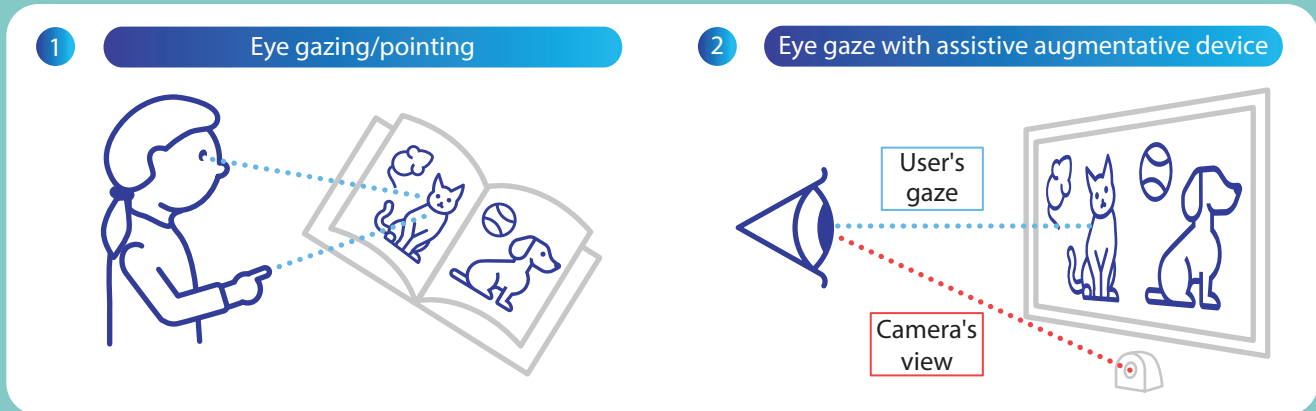 1
Eye gazing/pointing
2
Eye gaze with assistive augmentative device
User's
gaze
Camera's
view